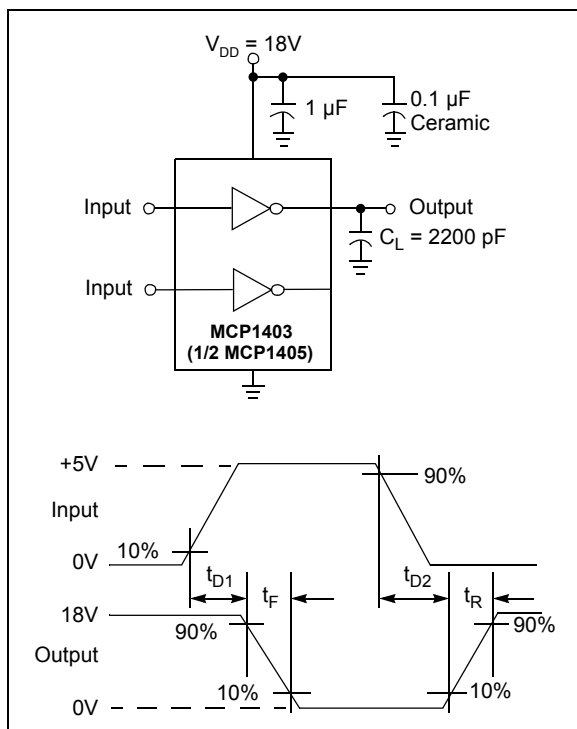 V_DD = 18V
1 µF
0.1 µF
Ceramic
Input
Output
C_L = 2200 pF
Input
MCP1403
(1/2 MCP1405)
+5V
90%
Input
10%
0V
t_D1
t_F
t_D2
t_R
18V
90%
90%
Output
10%
10%
0V